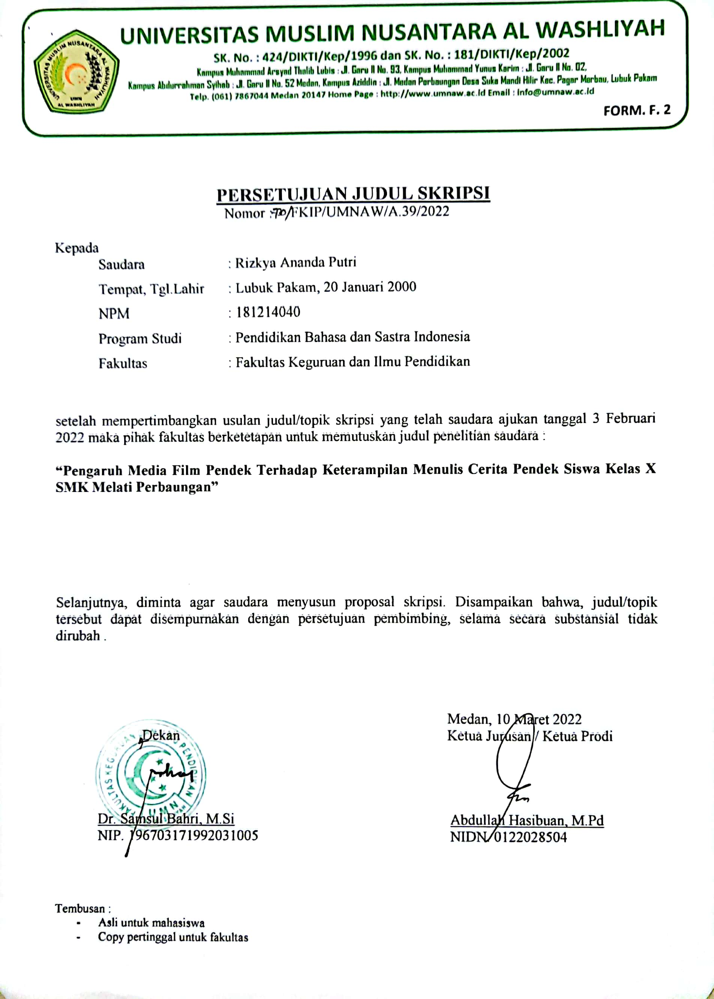 UNIVERSITAS MUSLIM NUSANTARA AL WASHLIYAH
SK. No. : 424/DIKTI/Kep/1996 dan SK. No. : 181/DIKTI/Kep/2002
Kampus Muhammad Arsyad Thalib Lubis : Jl. Garu II No. 93, Kampus Muhammad Yunus Karim : Jl. Garu II No. 02,
Kampus Abdurrahman Syihab : Jl. Garu II No. 52 Medan, Kampus Aziddin : Jl. Medan Perbaungan Desa Suka Mandi Hilir Kec. Pagar Merbau, Lubuk Pakam
Telp. (061) 7867044 Medan 20147 Home Page : http://www.umnaw.ac.id Email : info@umnaw.ac.id
FORM. F. 2
UNIVERSITAS MUSLIM NUSANTARA AL WASHLIYAH
UMN
AL WASHLIYAH
PERSETUJUAN JUDUL SKRIPSI
Nomor : /FKIP/UMNAW/A.39/2022
Kepada
Saudara : Rizkya Ananda Putri
Tempat, Tgl.Lahir : Lubuk Pakam, 20 Januari 2000
NPM : 181214040
Program Studi : Pendidikan Bahasa dan Sastra Indonesia
Fakultas : Fakultas Keguruan dan Ilmu Pendidikan
setelah mempertimbangkan usulan judul/topik skripsi yang telah saudara ajukan tanggal 3 Februari
2022 maka pihak fakultas berketetapan untuk memutuskan judul penelitian saudara :
“Pengaruh Media Film Pendek Terhadap Keterampilan Menulis Cerita Pendek Siswa Kelas X
SMK Melati Perbaungan”
Selanjutnya, diminta agar saudara menyusun proposal skripsi. Disampaikan bahwa, judul/topik
tersebut dapat disempurnakan dengan persetujuan pembimbing, selama secara substansial tidak
dirubah .
Medan, 10 Maret 2022
Dekan
Ketua Jurusan / Ketua Prodi
FAKULTAS KEGURUAN PENDIDIKAN
UMN
Dr. Samsul Bahri, M.Si
NIP. 196703171992031005
Abdullah Hasibuan, M.Pd
NIDN 0122028504
Tembusan :
- Asli untuk mahasiswa
- Copy pertinggal untuk fakultas